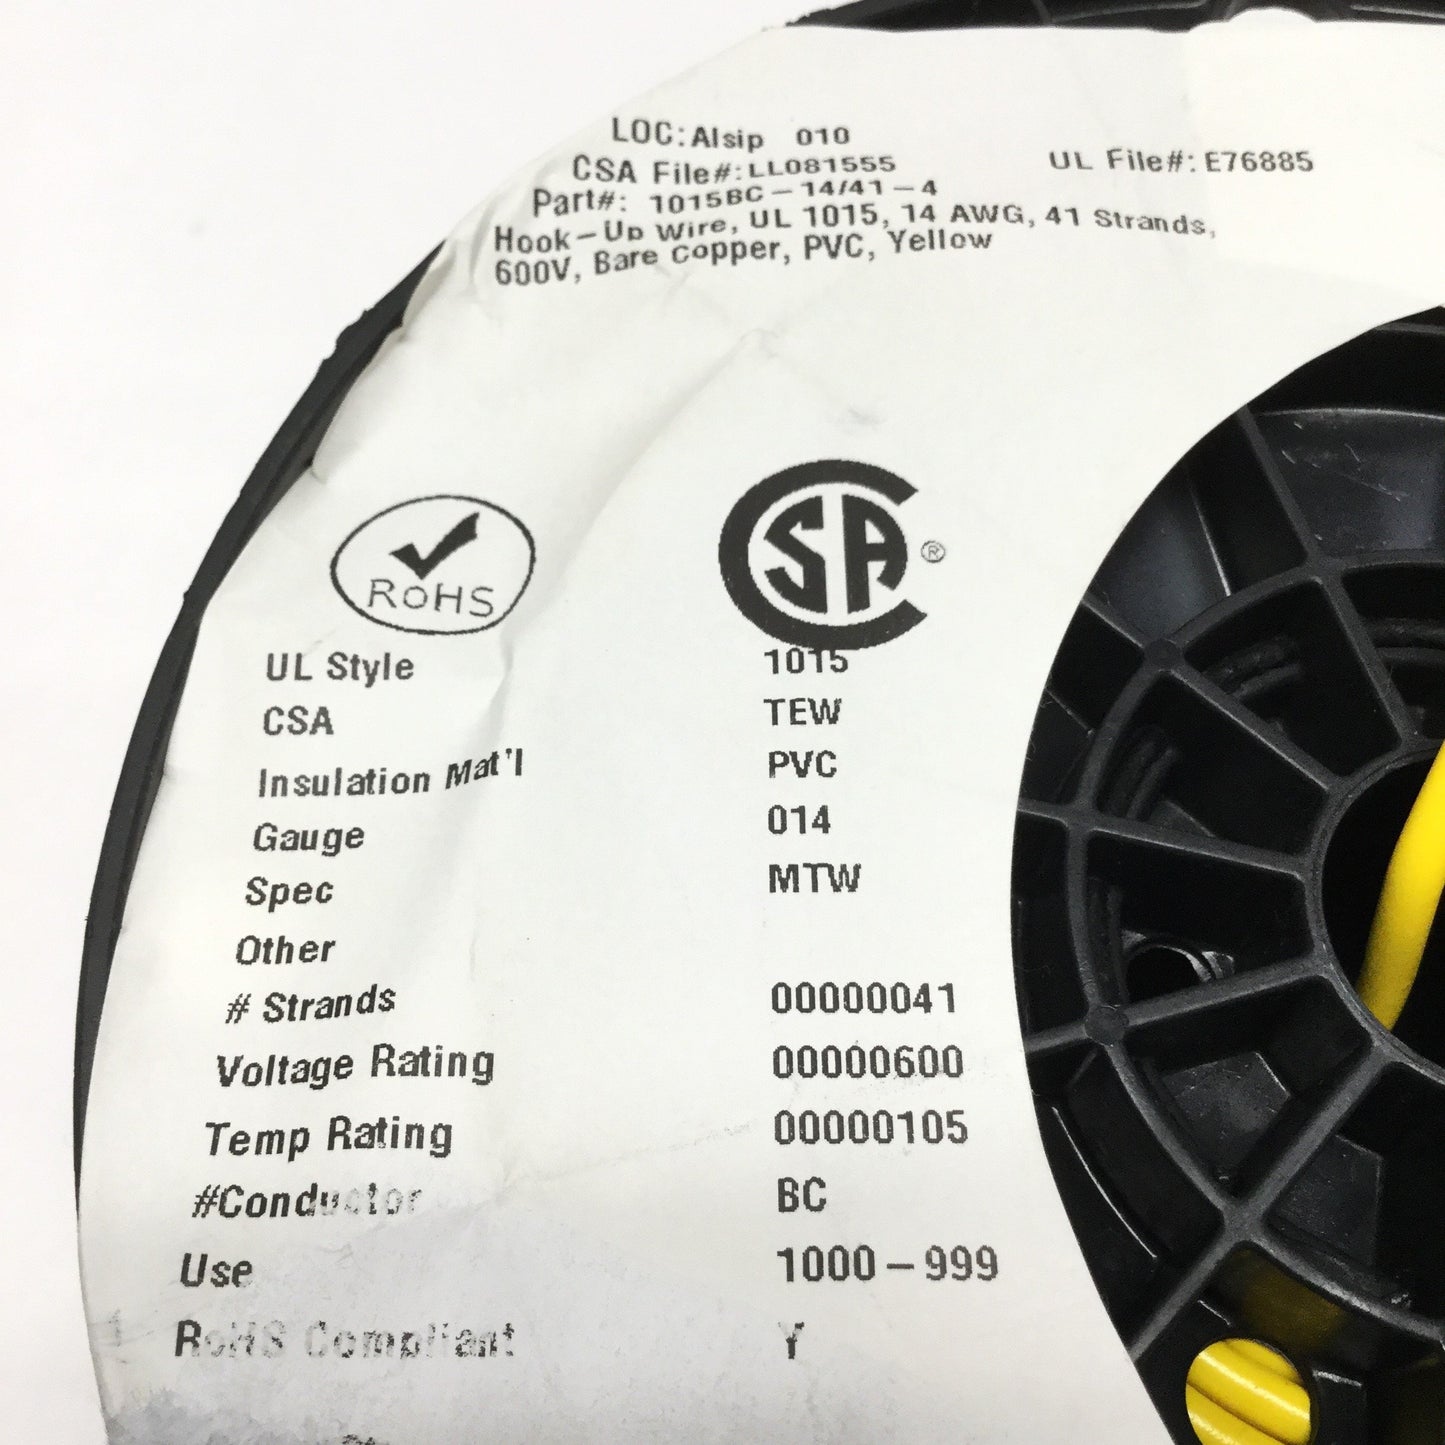 LOC: Alsip 010
CSA File#: LL081555 UL File#: E76885
Part#: 1015BC-14/41-4
Hook-Up Wire, UL 1015, 14 AWG, 41 Strands,
600V, Bare Copper, PVC, Yellow
RoHS
CSA ®
UL Style 1015
CSA TEW
Insulation Mat'l PVC
Gauge 014
Spec MTW
Other
# Strands 00000041
Voltage Rating 00000600
Temp Rating 00000105
#Conductor BC
Use 1000-999
RoHS Compliant Y